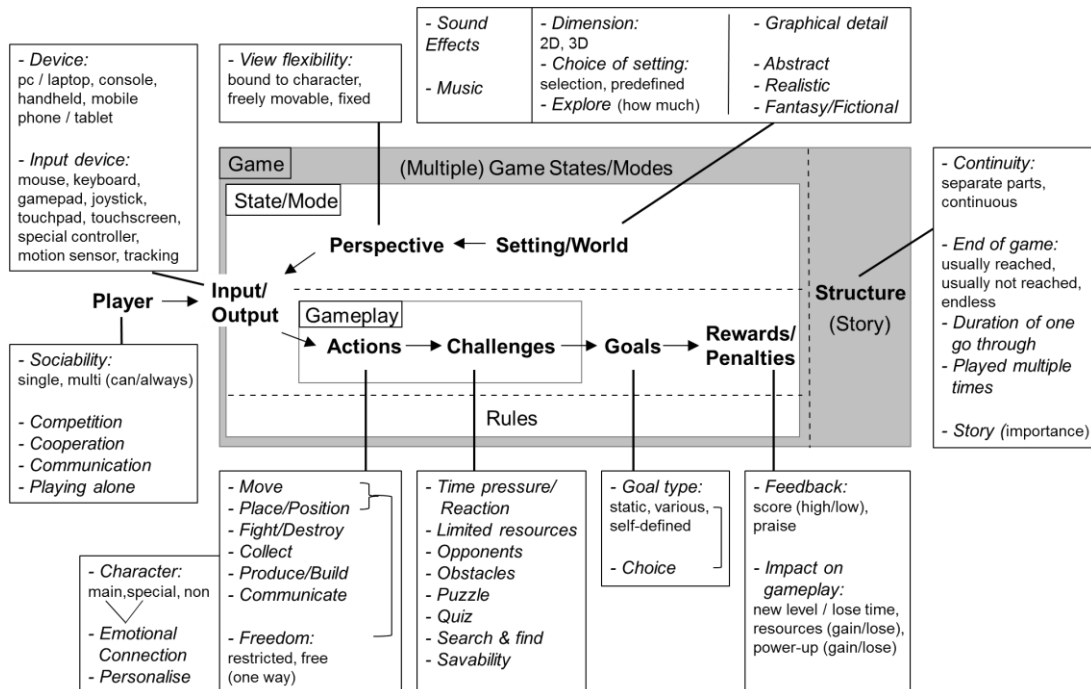 - Device:
pc / laptop, console,
handheld, mobile
phone / tablet
- Input device:
mouse, keyboard,
gamepad, joystick,
touchpad, touchscreen,
special controller,
motion sensor, tracking
- View flexibility:
bound to character,
freely movable, fixed
- Sound
Effects
- Music
- Dimension:
2D, 3D
- Choice of setting:
selection, predefined
- Explore (how much)
- Graphical detail
- Abstract
- Realistic
- Fantasy/Fictional
Game
(Multiple) Game States/Modes
State/Mode
Perspective
Setting/World
Player
Input/
Output
Gameplay
Actions
Challenges
Goals
Rewards/
Penalties
Rules
Structure
(Story)
- Continuity:
separate parts,
continuous
- End of game:
usually reached,
usually not reached,
endless
- Duration of one
go through
- Played multiple
times
- Story (importance)
- Sociability:
single, multi (can/always)
- Competition
- Cooperation
- Communication
- Playing alone
- Character:
main,special, non
- Emotional
Connection
- Personalise
- Move
- Place/Position
- Fight/Destroy
- Collect
- Produce/Build
- Communicate
- Freedom:
restricted, free
(one way)
- Time pressure/
Reaction
- Limited resources
- Opponents
- Obstacles
- Puzzle
- Quiz
- Search & find
- Savability
- Goal type:
static, various,
self-defined
- Choice
- Feedback:
score (high/low),
praise
- Impact on
gameplay:
new level / lose time,
resources (gain/lose),
power-up (gain/lose)